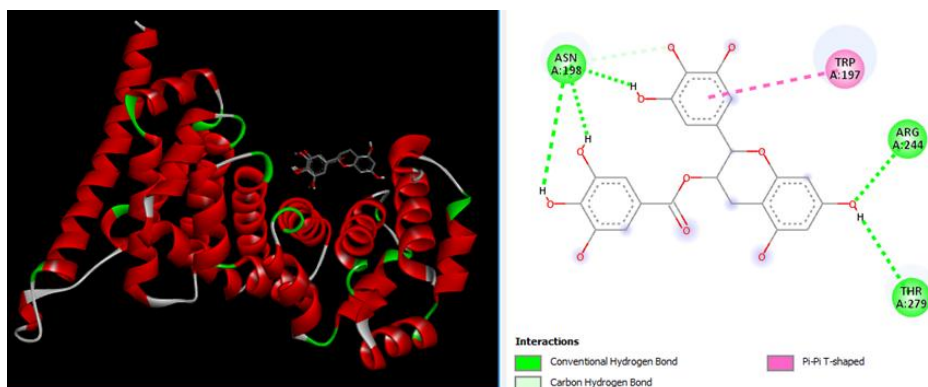 ASN
A:198
TRP
A:197
ARG
A:244
THR
A:279
H
O
O
O
H
O
H
O
O
O
O
O
O
H
O
Interactions
Conventional Hydrogen Bond
Pi-Pi T-shaped
Carbon Hydrogen Bond